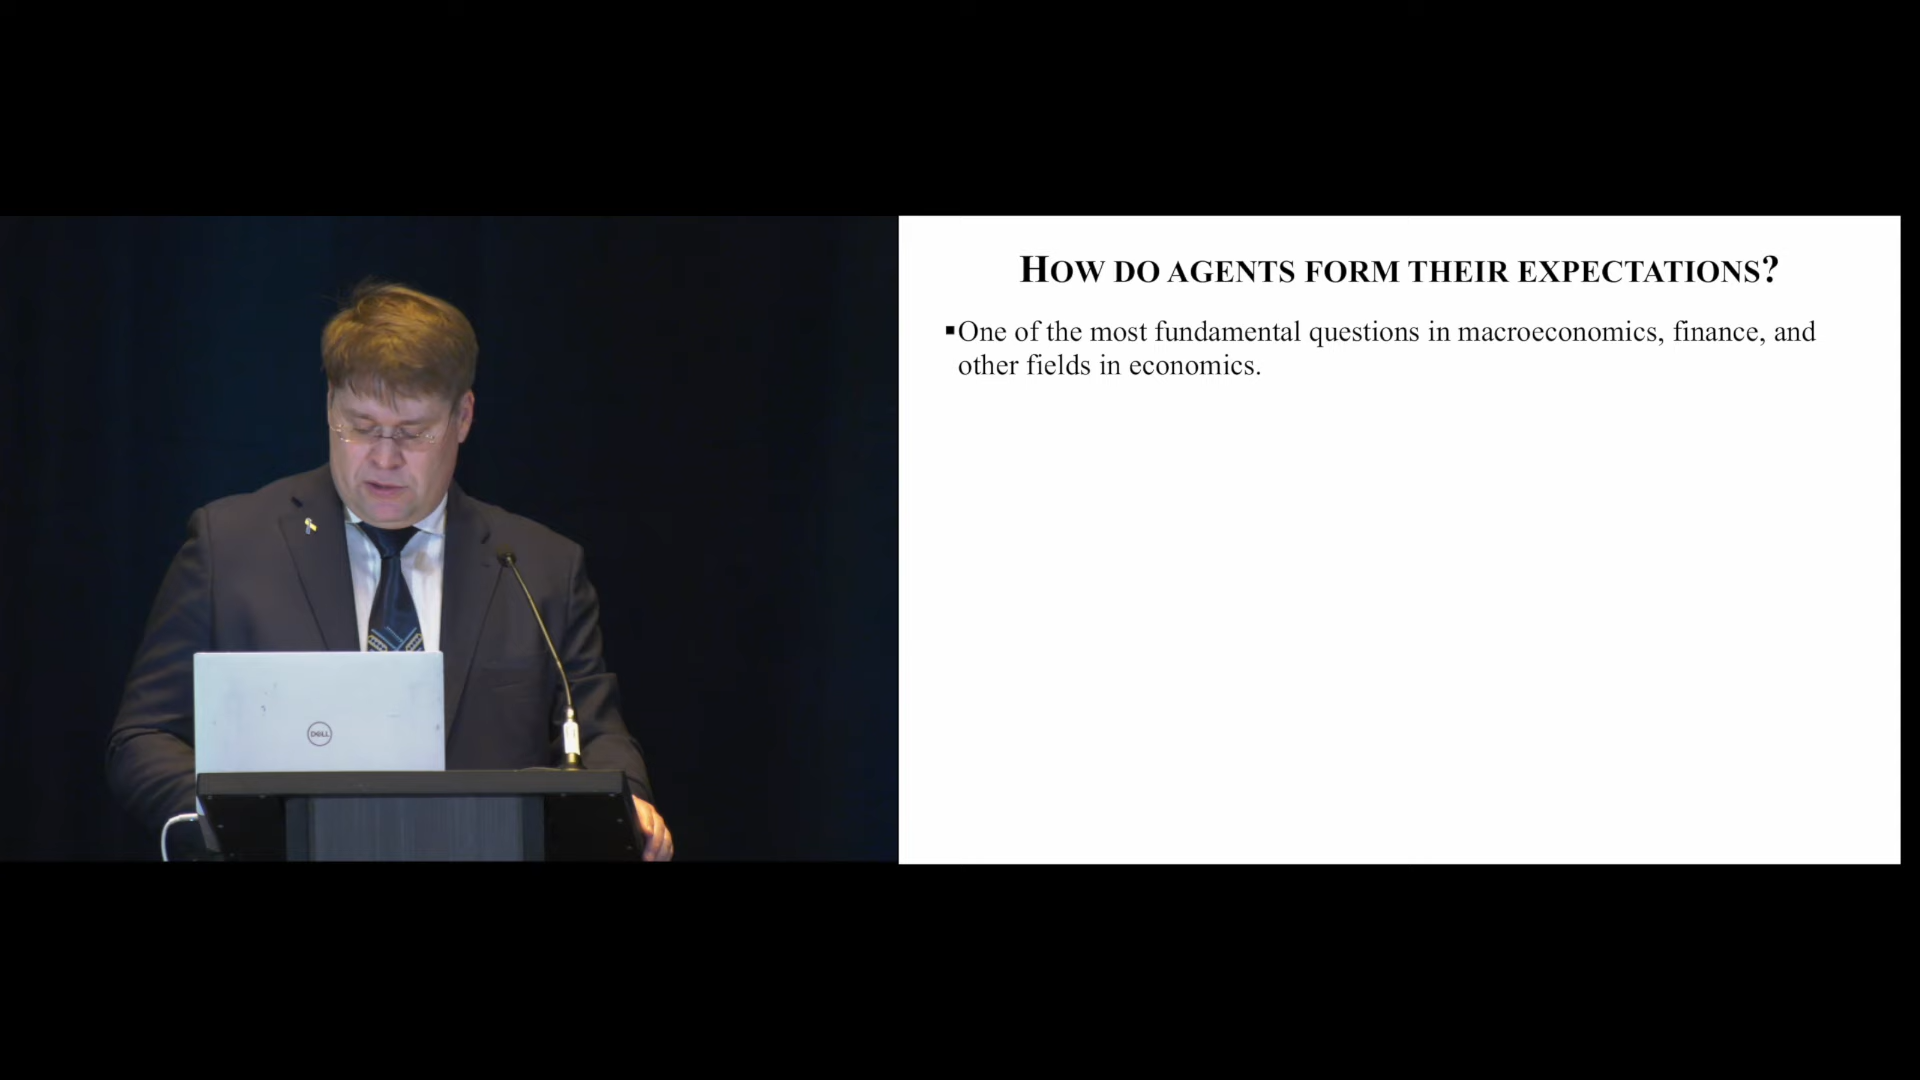 HOW DO AGENTS FORM THEIR EXPECTATIONS?
▪One of the most fundamental questions in macroeconomics, finance, and
other fields in economics.
DELL